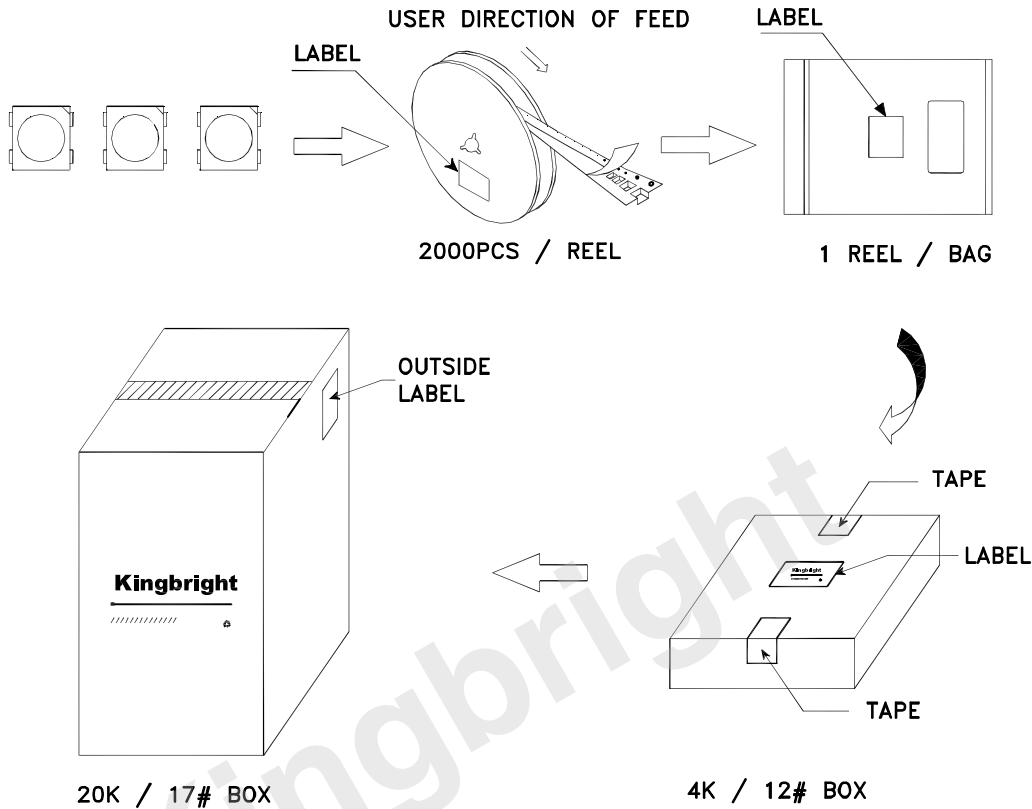 USER DIRECTION OF FEED
LABEL
LABEL
2000PCS / REEL
1 REEL / BAG
OUTSIDE
LABEL
TAPE
LABEL
Kingbright
Kingbright
TAPE
20K / 17# BOX
4K / 12# BOX
Kingbright